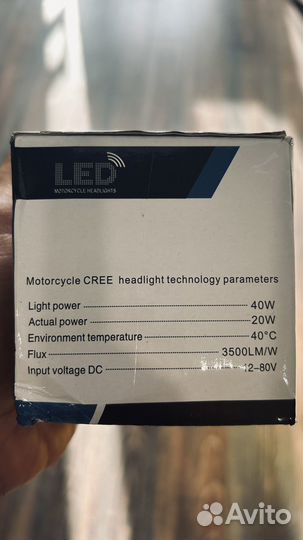 LED
MOTORCYCLE HEADLIGHTS
Motorcycle CREE headlight technology parameters
Light power 40W
Actual power 20W
Environment temperature 40°C
Flux 3500LM/W
Input voltage DC 12-80V
Avito